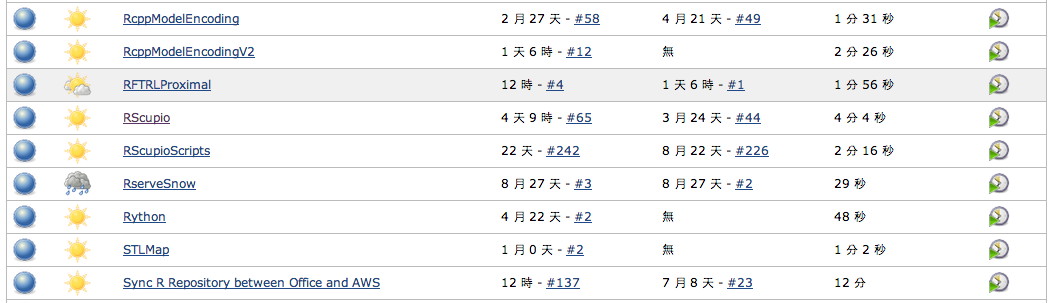 RcppModelEncoding 2 月 27 天 - #58 4 月 21 天 - #49 1 分 31 秒
RcppModelEncodingV2 1 天 6 時 - #12 無 2 分 26 秒
RFTRLProximal 12 時 - #4 1 天 6 時 - #1 1 分 56 秒
RScupio 4 天 9 時 - #65 3 月 24 天 - #44 4 分 4 秒
RScupioScripts 22 天 - #242 8 月 22 天 - #226 2 分 16 秒
RserveSnow 8 月 27 天 - #3 8 月 27 天 - #2 29 秒
Rython 4 月 22 天 - #2 無 48 秒
STLMap 1 月 0 天 - #2 無 1 分 2 秒
Sync R Repository between Office and AWS 12 時 - #137 7 月 8 天 - #23 12 分